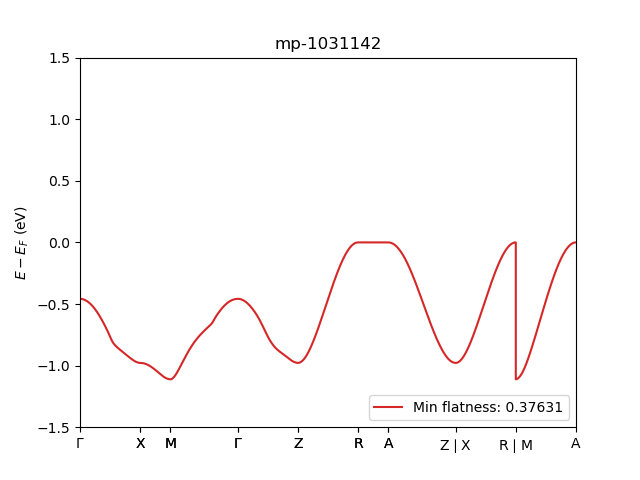 mp-1031142
1.5
1.0
0.5
0.0
−0.5
−1.0
−1.5
E − E_F (eV)
Min flatness: 0.37631
Γ X M Γ Z R A Z | X R | M A